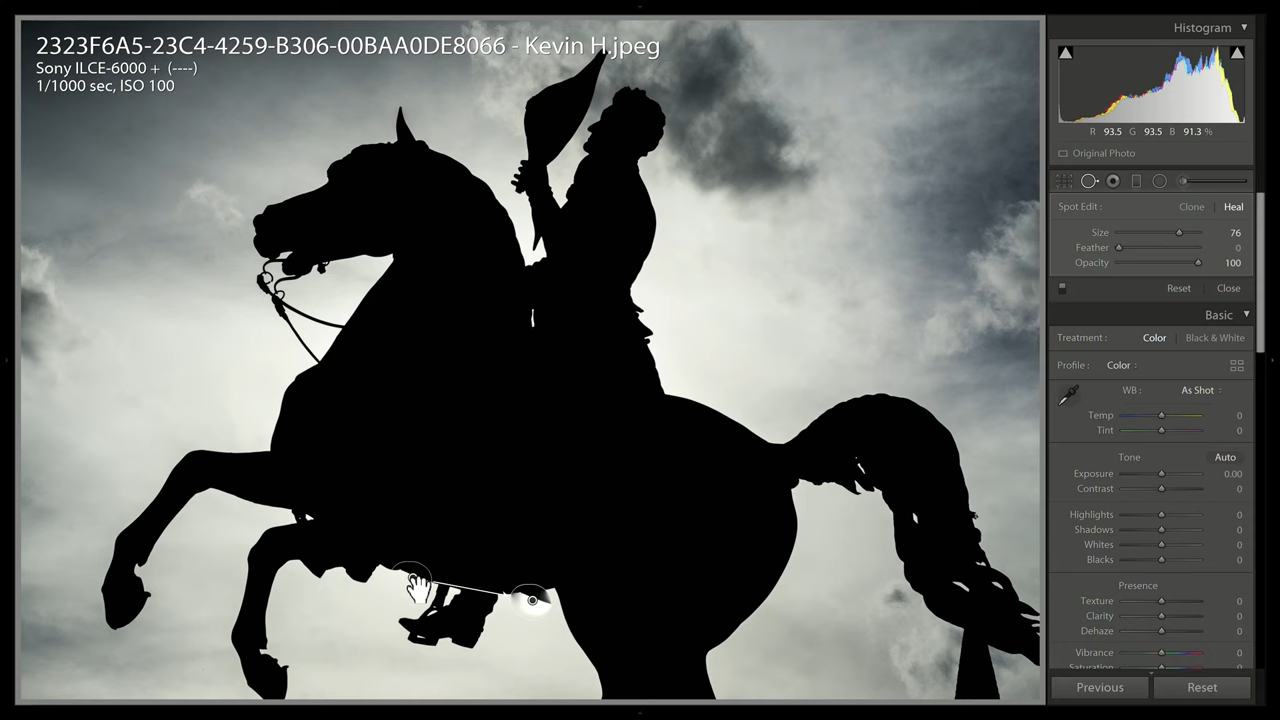 2323F6A5-23C4-4259-B306-00BAA0DE8066 - Kevin H.jpeg
Sony ILCE-6000 + (----)
1/1000 sec, ISO 100
Histogram
R 93.5 G 93.5 B 91.3 %
Original Photo
Spot Edit : Clone | Heal
Size 76
Feather 0
Opacity 100
Reset Close
Basic
Treatment : Color | Black & White
Profile : Color
WB : As Shot
Temp 0
Tint 0
Tone Auto
Exposure 0.00
Contrast 0
Highlights 0
Shadows 0
Whites 0
Blacks 0
Presence
Texture 0
Clarity 0
Dehaze 0
Vibrance 0
Saturation 0
Previous Reset